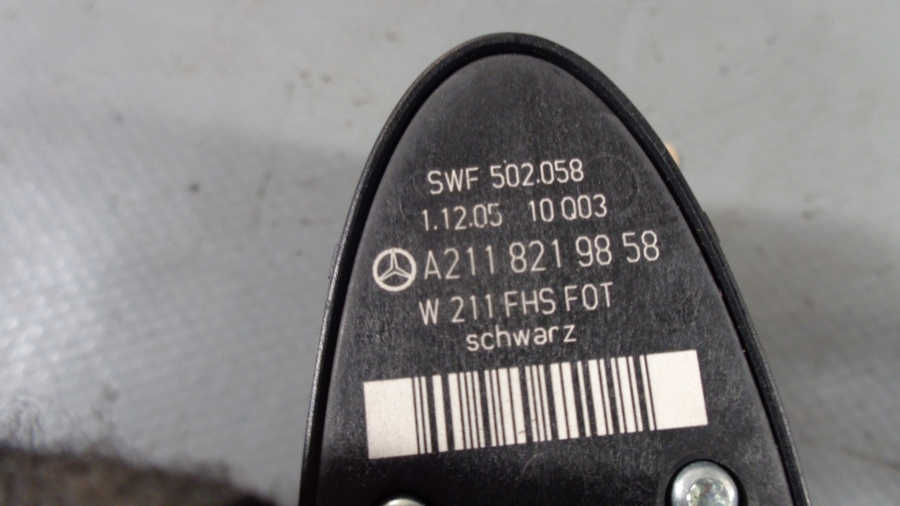 SWF 502.058
1.12.05 10 Q03
A211 821 98 58
W 211 FHS FOT
schwarz